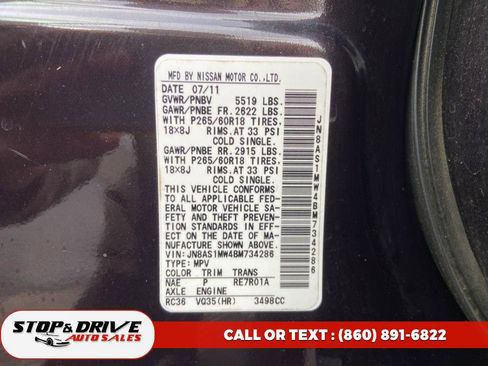 MFD BY NISSAN MOTOR CO.,LTD.
DATE 07/11
GVWR/PNBV 5519 LBS.
GAWR/PNBE FR. 2622 LBS.
WITH P265/60R18 TIRES.
18X8J RIMS. AT 33 PSI
COLD SINGLE.
GAWR/PNBE RR. 2915 LBS.
WITH P265/60R18 TIRES.
18X8J RIMS. AT 33 PSI
COLD SINGLE.
THIS VEHICLE CONFORMS
TO ALL APPLICABLE FEDE-
RAL MOTOR VEHICLE SA-
FETY AND THEFT PREVEN-
TION STANDARDS IN EFF-
ECT ON THE DATE OF MA-
NUFACTURE SHOWN ABOVE.
VIN: JN8AS1MW4BM734286
TYPE: MPV
COLOR TRIM TRANS
NAE P RE7R01A
AXLE ENGINE
RC36 VQ35(HR) 3498CC
JN8AS1MW4BM734286
STOP & DRIVE
AUTO SALES
CALL OR TEXT : (860) 891-6822